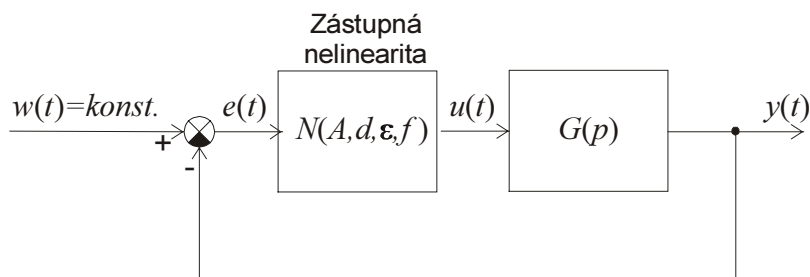 Zástupná
nelinearita
w(t)=konst.
e(t)
N(A,d,ε,f)
u(t)
G(p)
y(t)
+
-